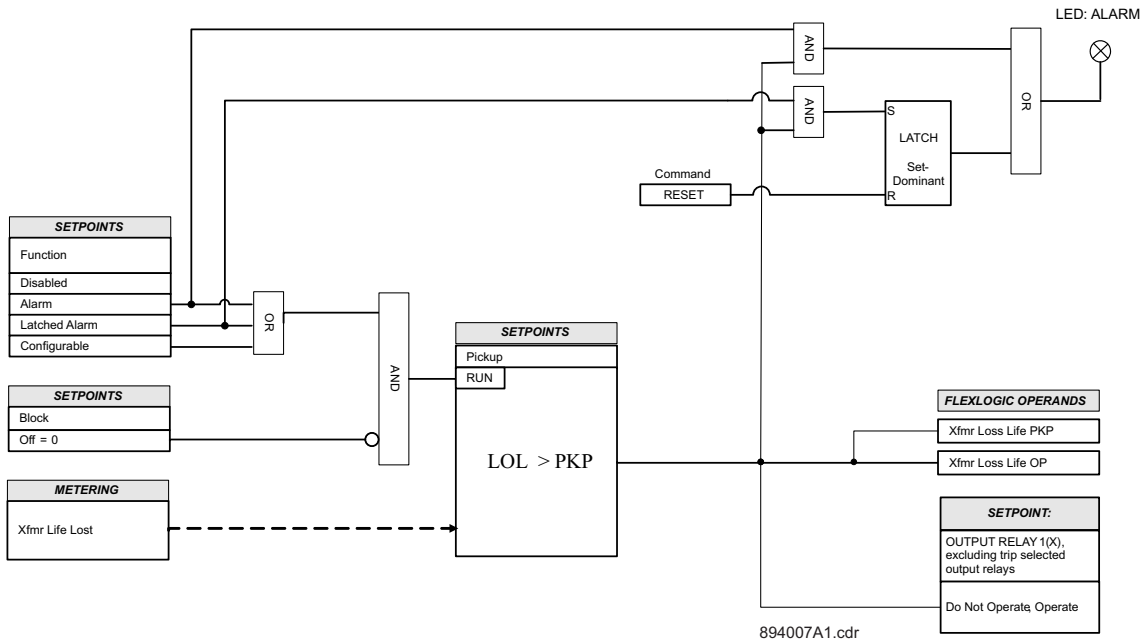 LED: ALARM
AND
OR
AND
S
LATCH
Set-
Dominant
R
Command
RESET
SETPOINTS
Function
Disabled
Alarm
Latched Alarm
Configurable
OR
AND
SETPOINTS
Block
Off = 0
METERING
Xfmr Life Lost
SETPOINTS
Pickup
RUN
LOL > PKP
FLEXLOGIC OPERANDS
Xfmr Loss Life PKP
Xfmr Loss Life OP
SETPOINT:
OUTPUT RELAY 1(X),
excluding trip selected
output relays
Do Not Operate, Operate
894007A1.cdr